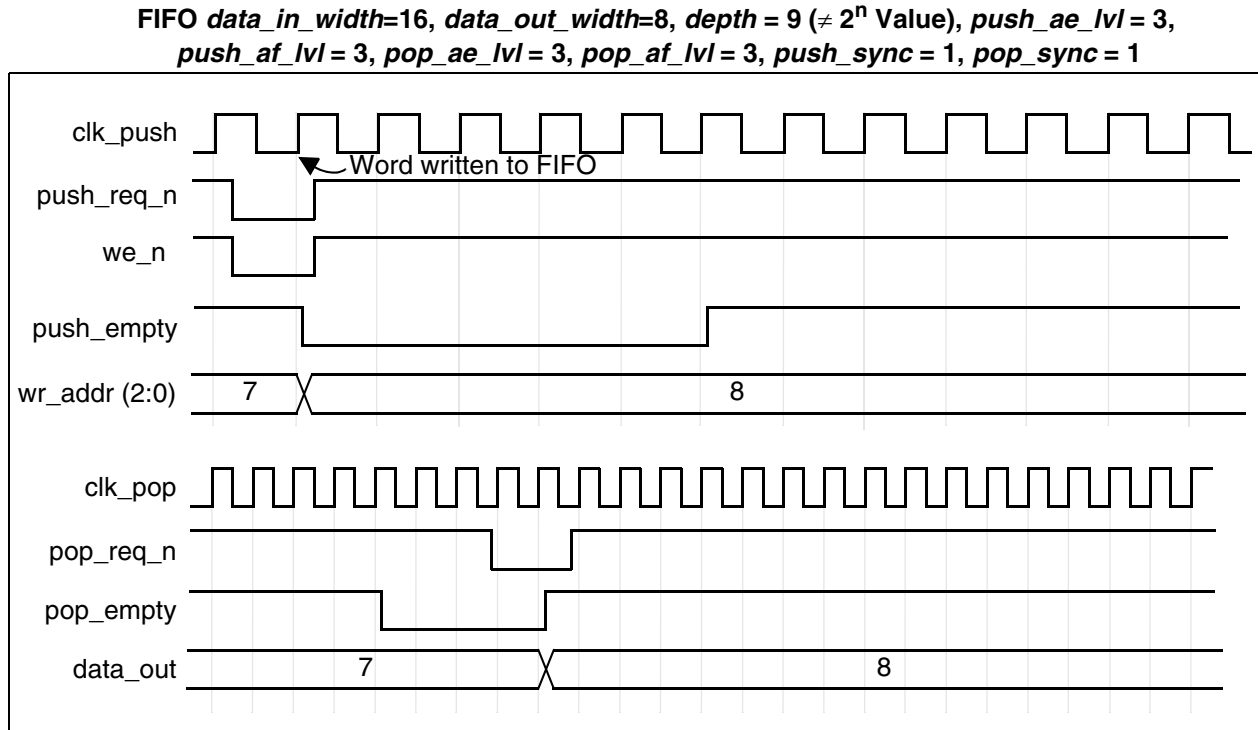 FIFO data_in_width=16, data_out_width=8, depth = 9 (≠ 2^n Value), push_ae_lvl = 3,
push_af_lvl = 3, pop_ae_lvl = 3, pop_af_lvl = 3, push_sync = 1, pop_sync = 1
clk_push
Word written to FIFO
push_req_n
we_n
push_empty
wr_addr (2:0) 7 8
clk_pop
pop_req_n
pop_empty
data_out 7 8